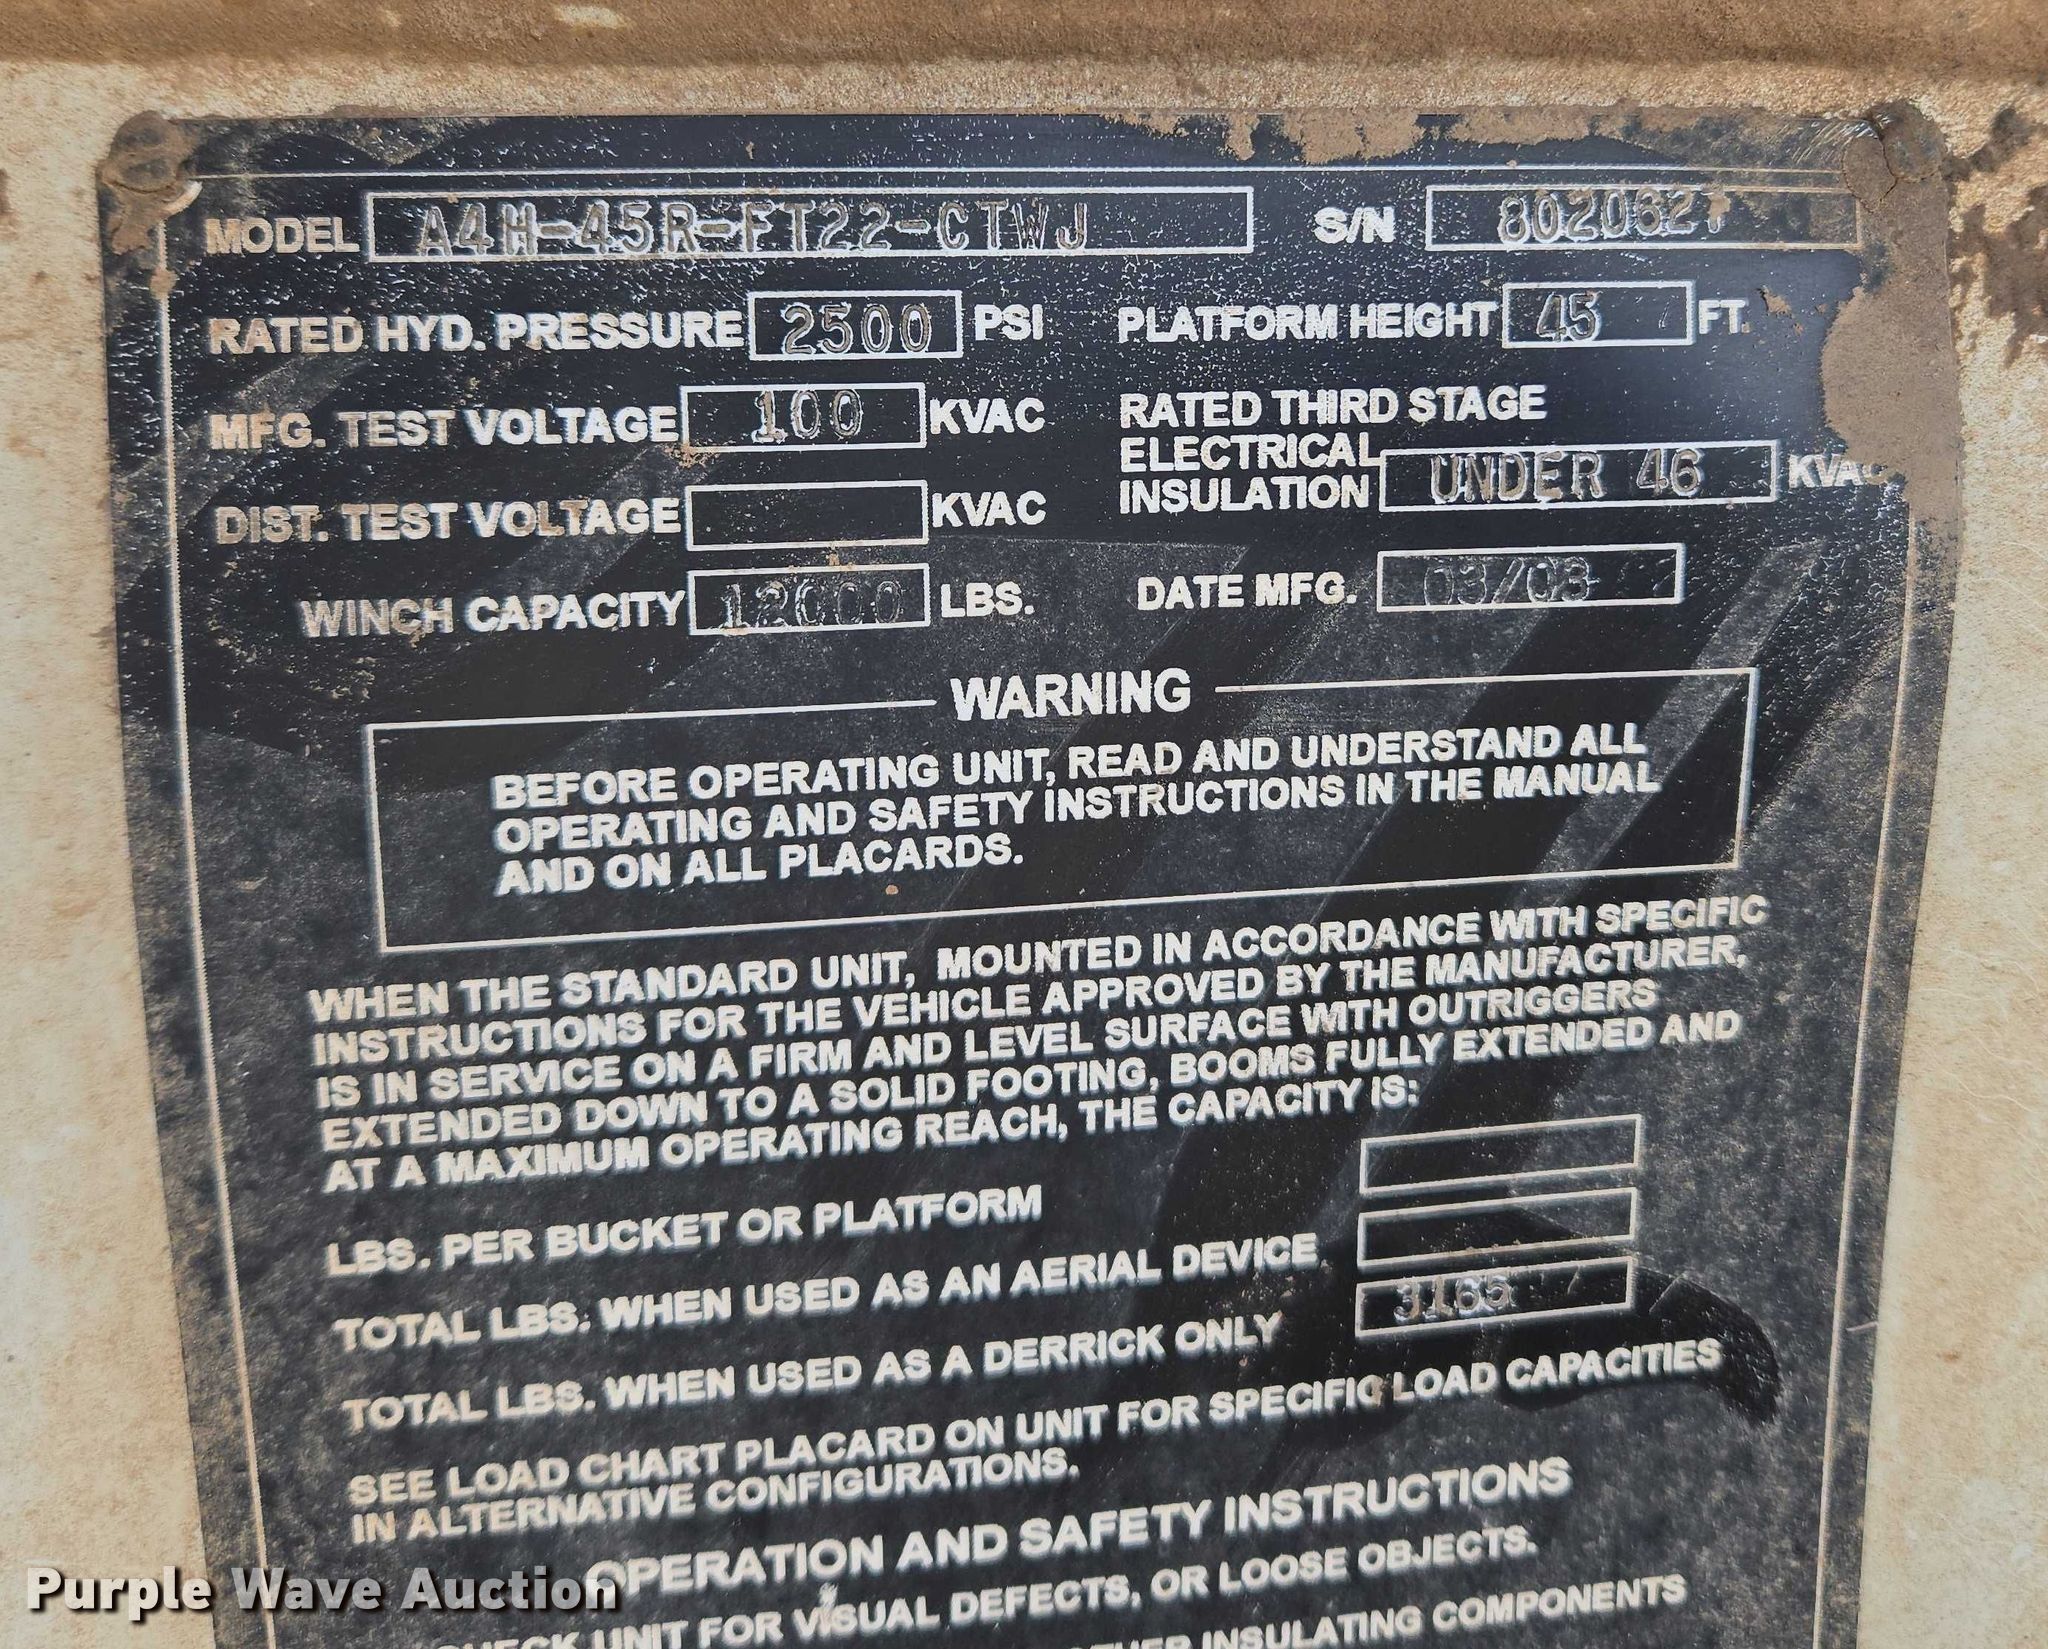 MODEL A4H-45R-FT22-CTWJ S/N
RATED HYD. PRESSURE 2500 PSI PLATFORM HEIGHT 45 FT.
MFG. TEST VOLTAGE 100 KVAC
RATED THIRD STAGE
ELECTRICAL
INSULATION UNDER 46 KVAC
DIST. TEST VOLTAGE KVAC
WINCH CAPACITY 12000 LBS. DATE MFG. 03/03
WARNING
BEFORE OPERATING UNIT, READ AND UNDERSTAND ALL
OPERATING AND SAFETY INSTRUCTIONS IN THE MANUAL
AND ON ALL PLACARDS.
WHEN THE STANDARD UNIT, MOUNTED IN ACCORDANCE WITH SPECIFIC
INSTRUCTIONS FOR THE VEHICLE APPROVED BY THE MANUFACTURER,
IS IN SERVICE ON A FIRM AND LEVEL SURFACE WITH OUTRIGGERS
EXTENDED DOWN TO A SOLID FOOTING, BOOMS FULLY EXTENDED AND
AT A MAXIMUM OPERATING REACH, THE CAPACITY IS:
LBS. PER BUCKET OR PLATFORM
TOTAL LBS. WHEN USED AS AN AERIAL DEVICE
TOTAL LBS. WHEN USED AS A DERRICK ONLY 3165
SEE LOAD CHART PLACARD ON UNIT FOR SPECIFIC LOAD CAPACITIES
IN ALTERNATIVE CONFIGURATIONS.
OPERATION AND SAFETY INSTRUCTIONS
CHECK UNIT FOR VISUAL DEFECTS, OR LOOSE OBJECTS.
INSULATING COMPONENTS
Purple Wave Auction